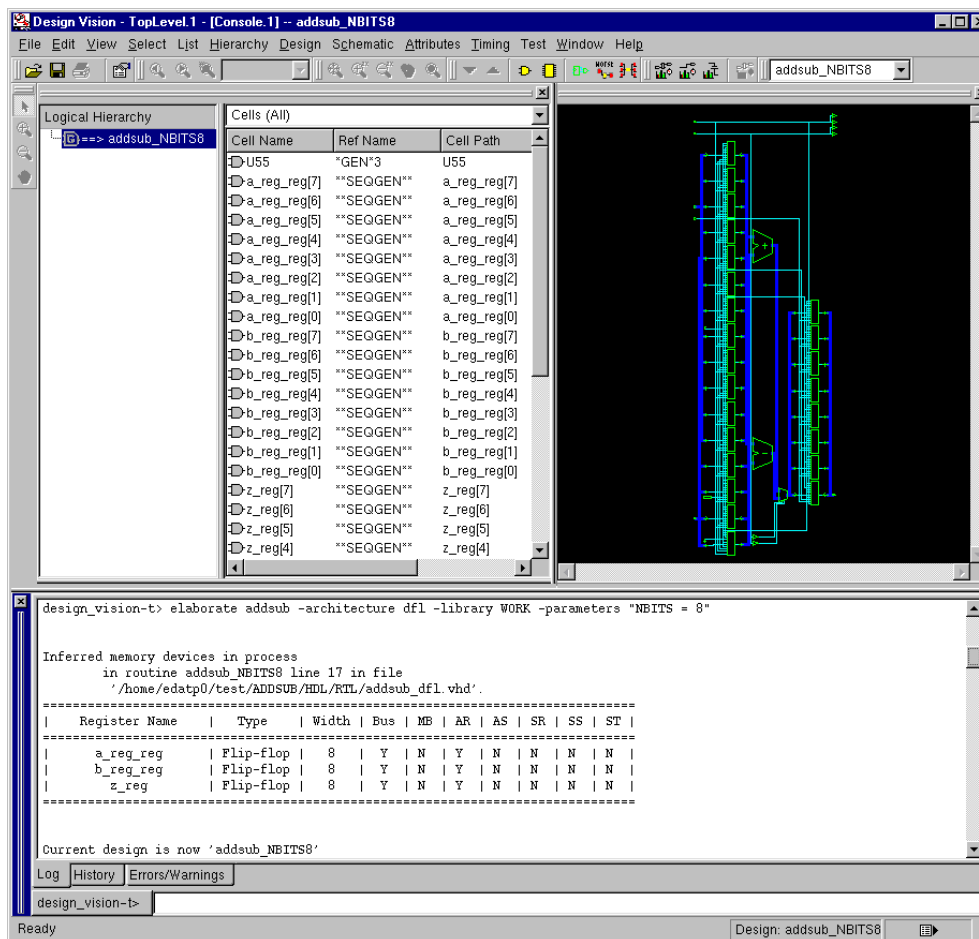 Design Vision - TopLevel.1 - [Console.1] -- addsub_NBITS8
File Edit View Select List Hierarchy Design Schematic Attributes Timing Test Window Help
addsub_NBITS8
Logical Hierarchy
==> addsub_NBITS8
Cells (All)
Cell Name Ref Name Cell Path
U55 *GEN*3 U55
a_reg_reg[7] **SEQGEN** a_reg_reg[7]
a_reg_reg[6] **SEQGEN** a_reg_reg[6]
a_reg_reg[5] **SEQGEN** a_reg_reg[5]
a_reg_reg[4] **SEQGEN** a_reg_reg[4]
a_reg_reg[3] **SEQGEN** a_reg_reg[3]
a_reg_reg[2] **SEQGEN** a_reg_reg[2]
a_reg_reg[1] **SEQGEN** a_reg_reg[1]
a_reg_reg[0] **SEQGEN** a_reg_reg[0]
b_reg_reg[7] **SEQGEN** b_reg_reg[7]
b_reg_reg[6] **SEQGEN** b_reg_reg[6]
b_reg_reg[5] **SEQGEN** b_reg_reg[5]
b_reg_reg[4] **SEQGEN** b_reg_reg[4]
b_reg_reg[3] **SEQGEN** b_reg_reg[3]
b_reg_reg[2] **SEQGEN** b_reg_reg[2]
b_reg_reg[1] **SEQGEN** b_reg_reg[1]
b_reg_reg[0] **SEQGEN** b_reg_reg[0]
z_reg[7] **SEQGEN** z_reg[7]
z_reg[6] **SEQGEN** z_reg[6]
z_reg[5] **SEQGEN** z_reg[5]
z_reg[4] **SEQGEN** z_reg[4]
design_vision-t> elaborate addsub -architecture dfl -library WORK -parameters "NBITS = 8"
Inferred memory devices in process
in routine addsub_NBITS8 line 17 in file
'/home/edatp0/test/ADDSUB/HDL/RTL/addsub_dfl.vhd'.
===============================================================================
| Register Name | Type | Width | Bus | MB | AR | AS | SR | SS | ST |
===============================================================================
| a_reg_reg | Flip-flop | 8 | Y | N | Y | N | N | N | N |
| b_reg_reg | Flip-flop | 8 | Y | N | Y | N | N | N | N |
| z_reg | Flip-flop | 8 | Y | N | Y | N | N | N | N |
===============================================================================
Current design is now 'addsub_NBITS8'
Log History Errors/Warnings
design_vision-t>
Ready Design: addsub_NBITS8